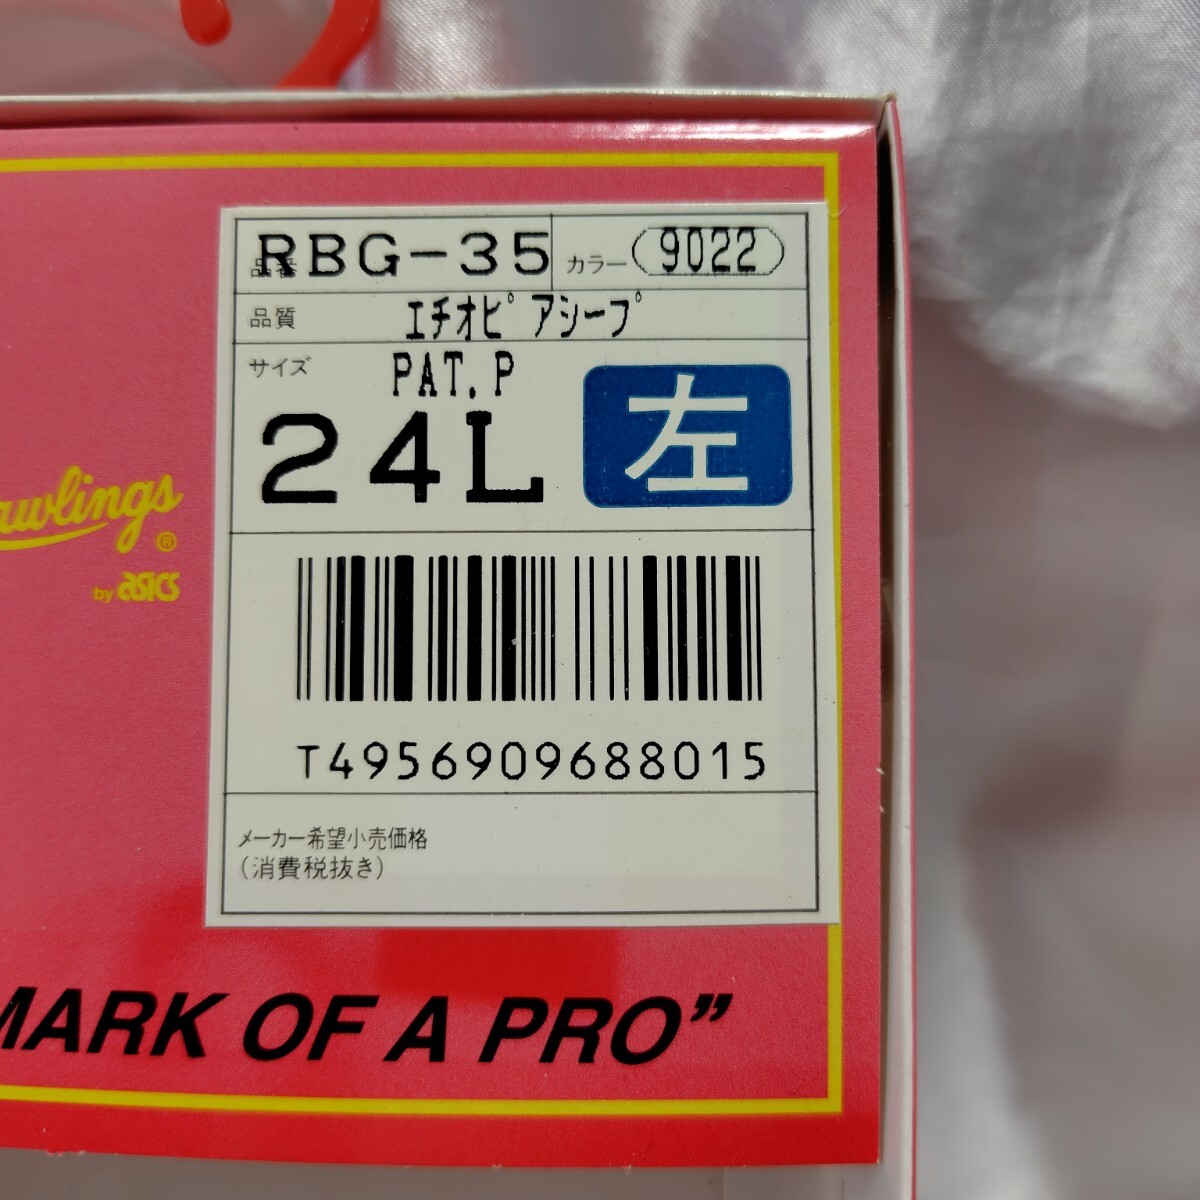 品番 RBG-35 カラー 9022
品質 エチオピアシープ
サイズ PAT.P
24L 左
T4956909688015
メーカー希望小売価格
(消費税抜き)
awlings ®
by asics
MARK OF A PRO”